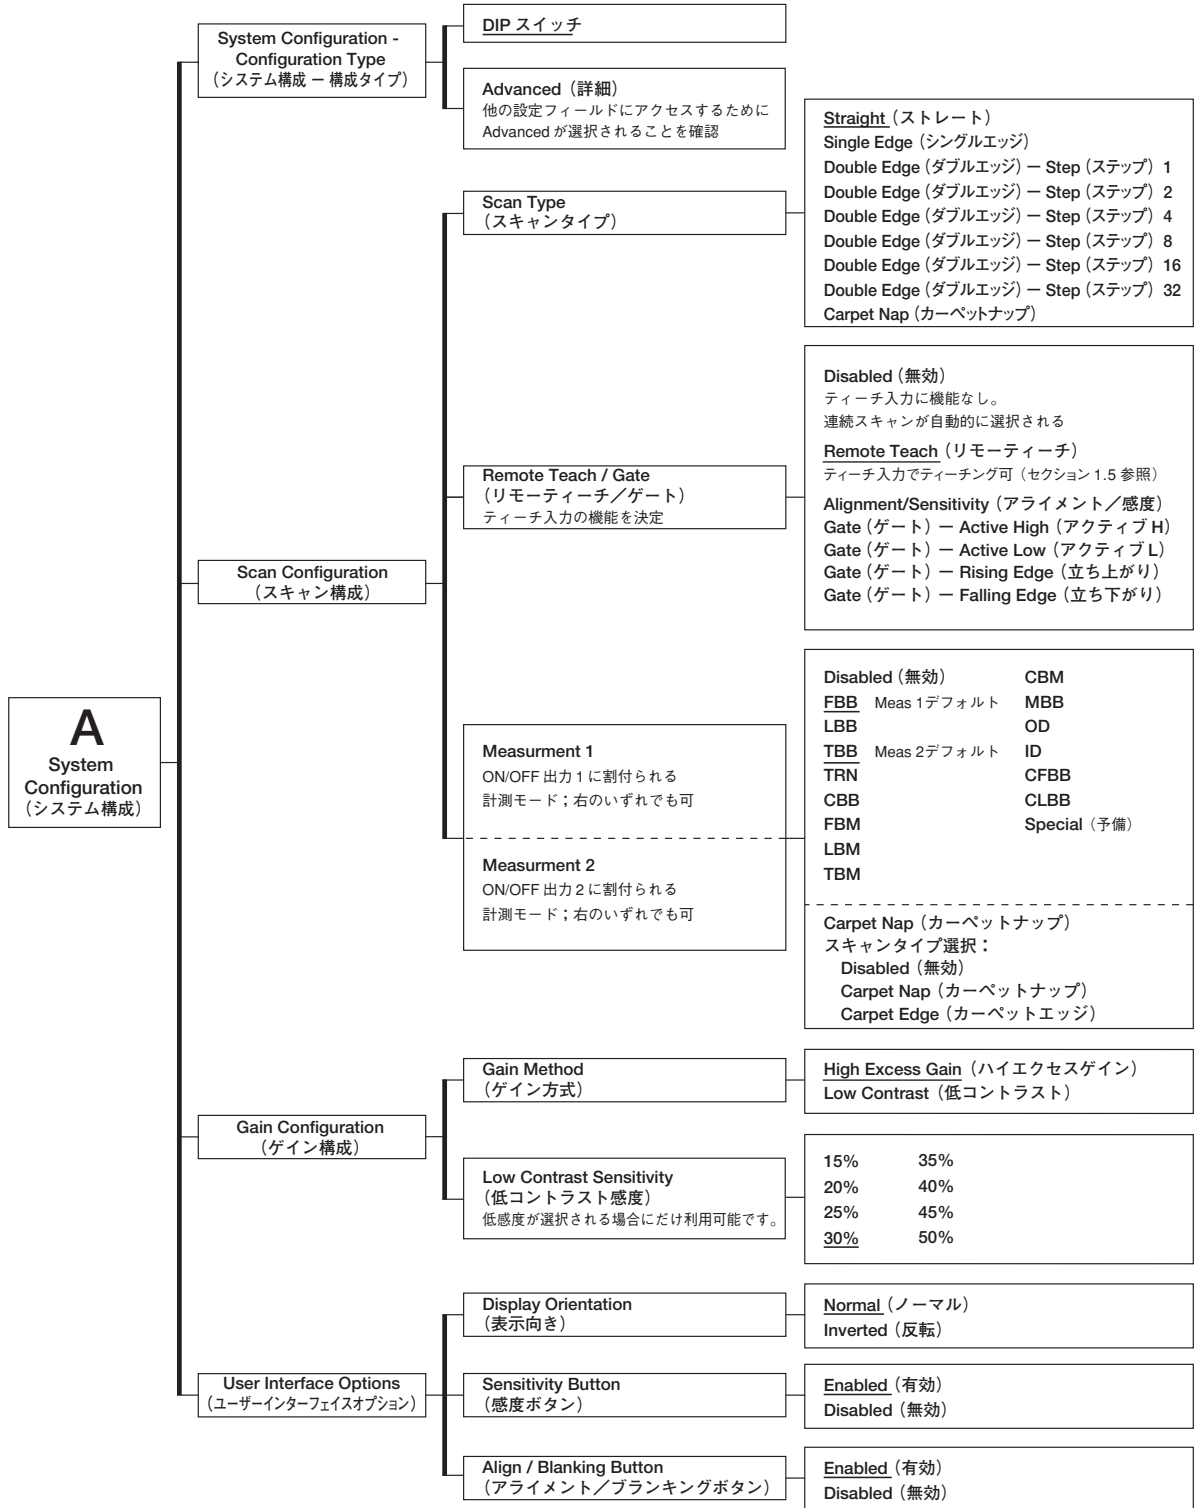 A
System
Configuration
（システム構成）
System Configuration -
Configuration Type
（システム構成 ー 構成タイプ）
DIP スイッチ
Advanced（詳細）
他の設定フィールドにアクセスするために
Advanced が選択されることを確認
Scan Configuration
（スキャン構成）
Scan Type
（スキャンタイプ）
Straight（ストレート）
Single Edge（シングルエッジ）
Double Edge（ダブルエッジ）ー Step（ステップ）1
Double Edge（ダブルエッジ）ー Step（ステップ）2
Double Edge（ダブルエッジ）ー Step（ステップ）4
Double Edge（ダブルエッジ）ー Step（ステップ）8
Double Edge（ダブルエッジ）ー Step（ステップ）16
Double Edge（ダブルエッジ）ー Step（ステップ）32
Carpet Nap（カーペットナップ）
Remote Teach / Gate
（リモーティーチ／ゲート）
ティーチ入力の機能を決定
Disabled（無効）
ティーチ入力に機能なし。
連続スキャンが自動的に選択される
Remote Teach（リモーティーチ）
ティーチ入力でティーチング可（セクション 1.5 参照）
Alignment/Sensitivity（アライメント／感度）
Gate（ゲート）ー Active High（アクティブ H）
Gate（ゲート）ー Active Low（アクティブ L）
Gate（ゲート）ー Rising Edge（立ち上がり）
Gate（ゲート）ー Falling Edge（立ち下がり）
Measurment 1
ON/OFF 出力 1 に割付られる
計測モード；右のいずれでも可
Measurment 2
ON/OFF 出力 2 に割付られる
計測モード；右のいずれでも可
Disabled（無効） CBM
FBB Meas 1デフォルト MBB
LBB OD
TBB Meas 2デフォルト ID
TRN CFBB
CBB CLBB
FBM Special（予備）
LBM
TBM
Carpet Nap（カーペットナップ）
スキャンタイプ選択：
Disabled（無効）
Carpet Nap（カーペットナップ）
Carpet Edge（カーペットエッジ）
Gain Configuration
（ゲイン構成）
Gain Method
（ゲイン方式）
High Excess Gain（ハイエクセスゲイン）
Low Contrast（低コントラスト）
Low Contrast Sensitivity
（低コントラスト感度）
低感度が選択される場合にだけ利用可能です。
15% 35%
20% 40%
25% 45%
30% 50%
User Interface Options
（ユーザーインターフェイスオプション）
Display Orientation
（表示向き）
Normal（ノーマル）
Inverted（反転）
Sensitivity Button
（感度ボタン）
Enabled（有効）
Disabled（無効）
Align / Blanking Button
（アライメント／ブランキングボタン）
Enabled（有効）
Disabled（無効）